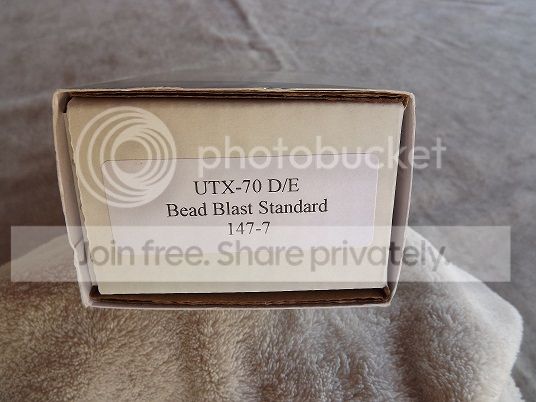 photobucket
UTX-70 D/E
Bead Blast Standard
147-7
Join free. Share privately.